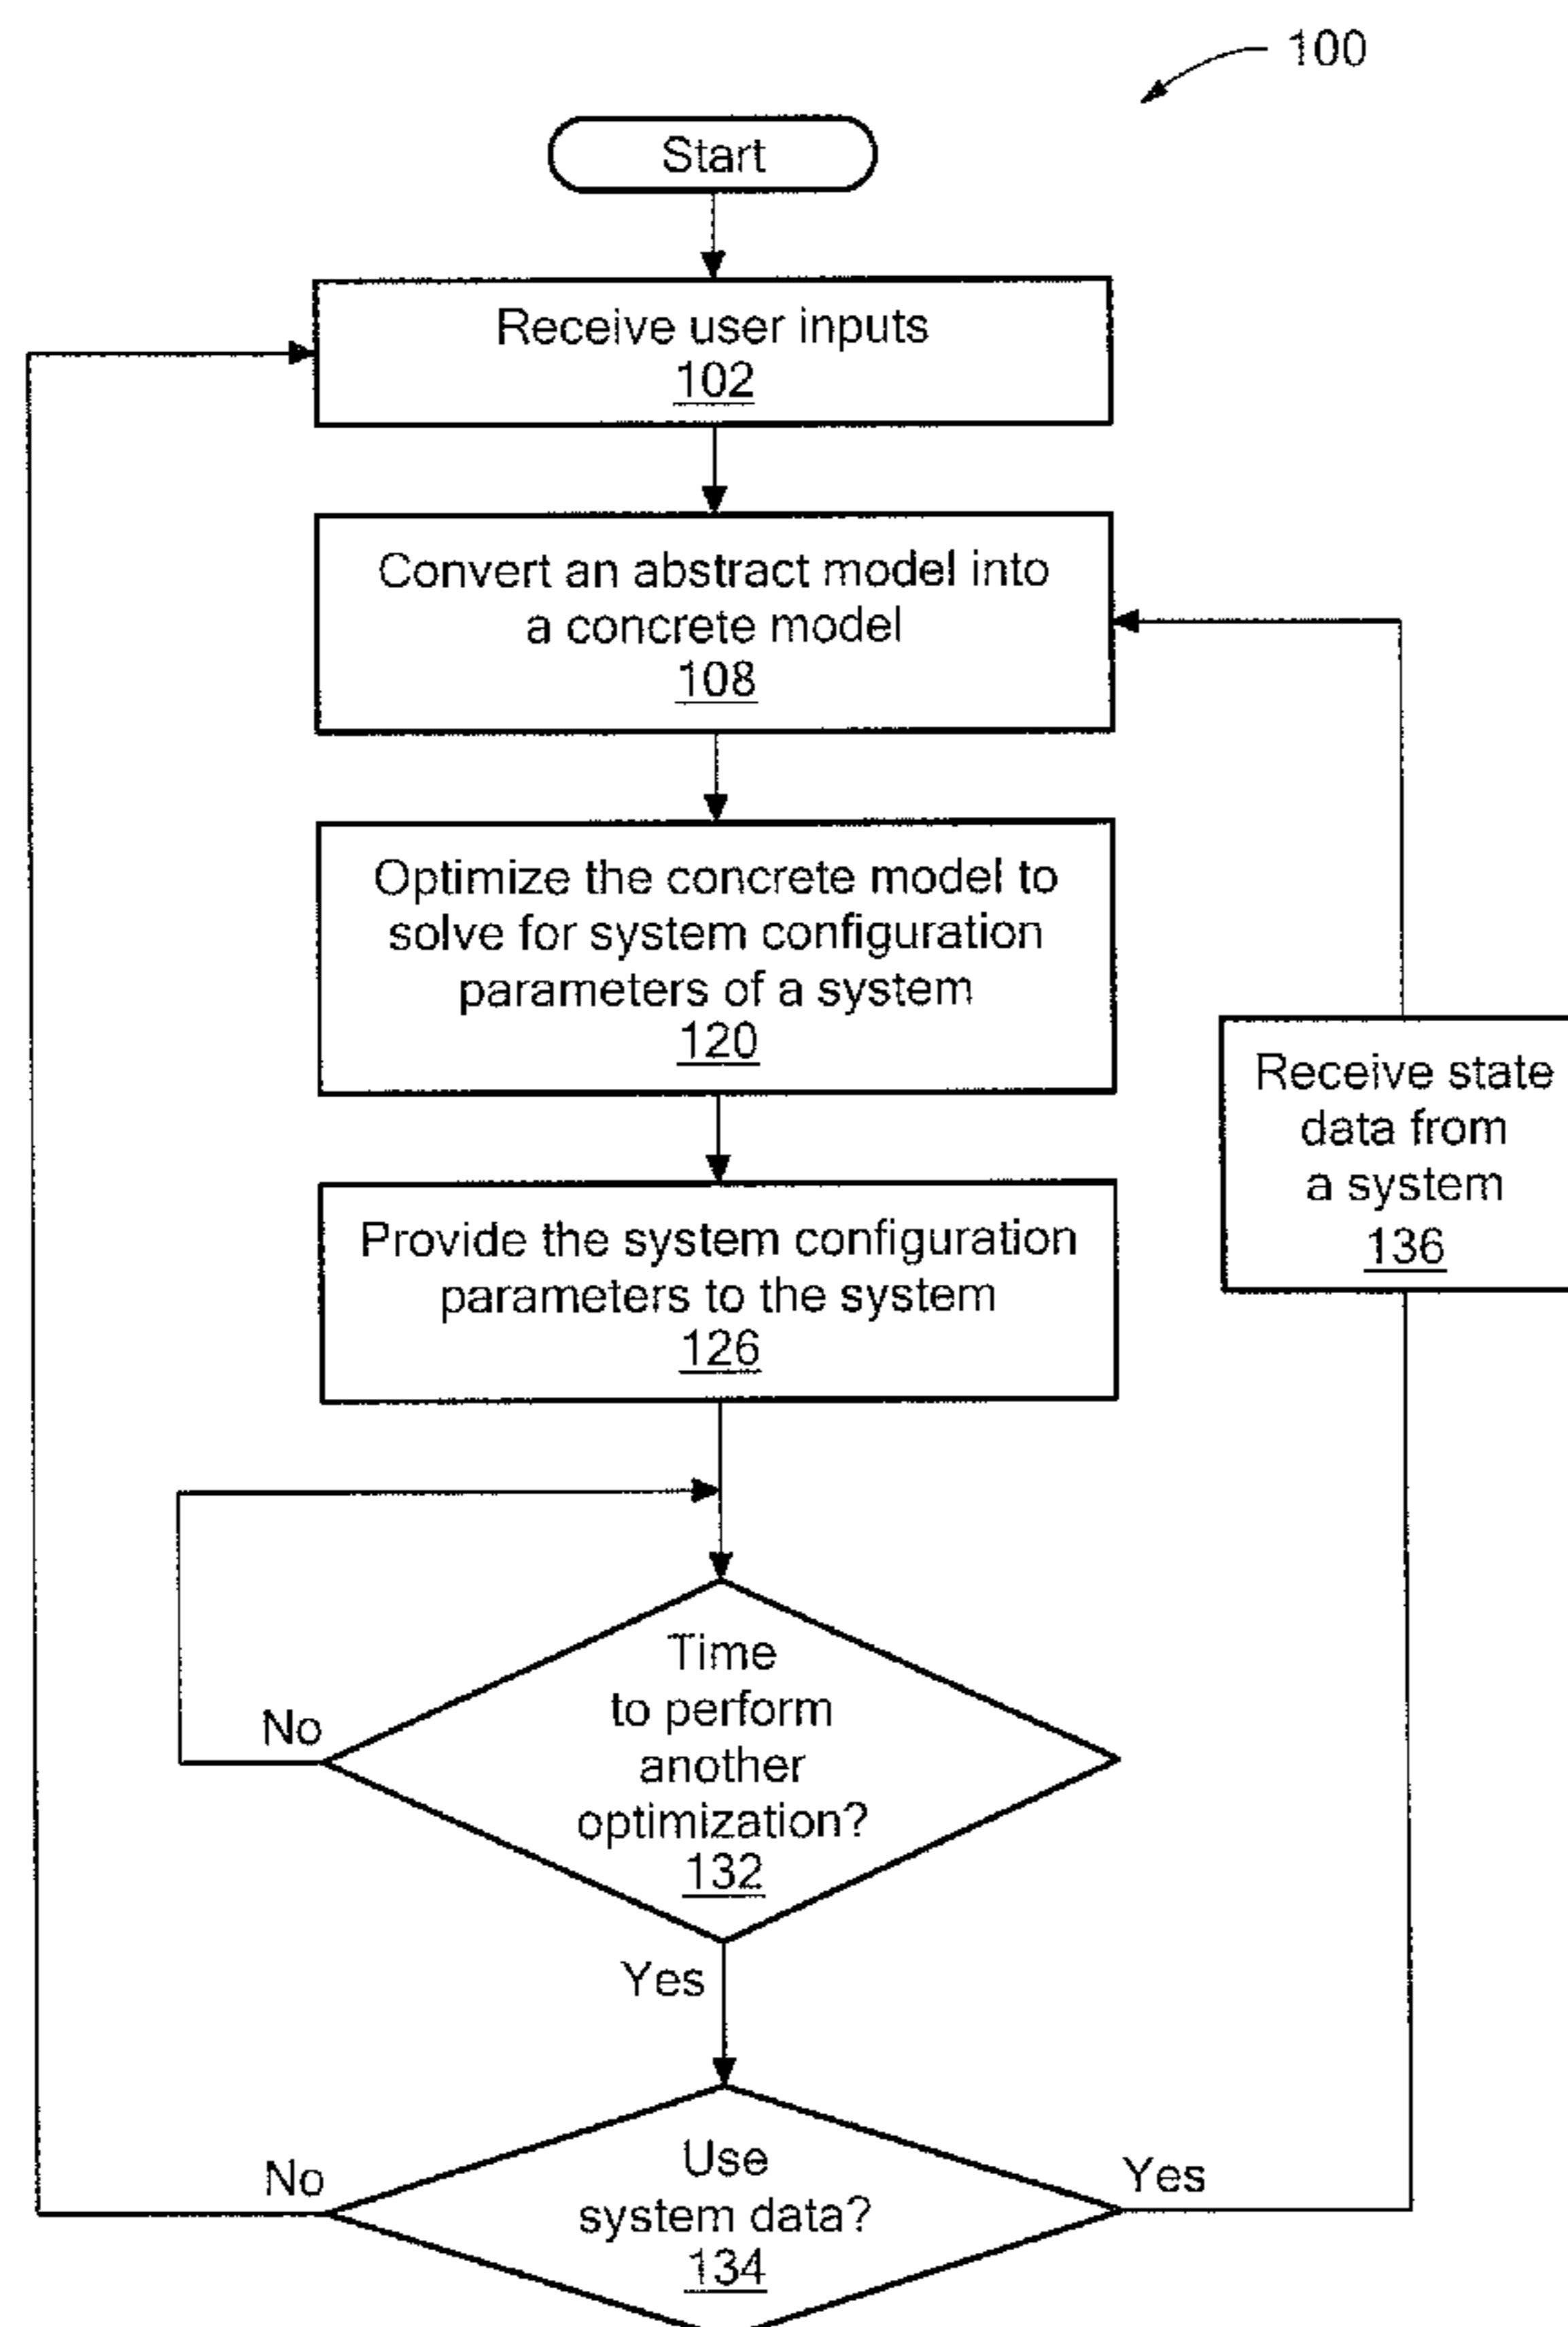 100
Start
Receive user inputs
102
Convert an abstract model into
a concrete model
108
Optimize the concrete model to
solve for system configuration
parameters of a system
120
Receive state
data from
a system
136
Provide the system configuration
parameters to the system
126
Time
to perform
another
optimization?
132
No
Yes
Use
system data?
134
No
Yes